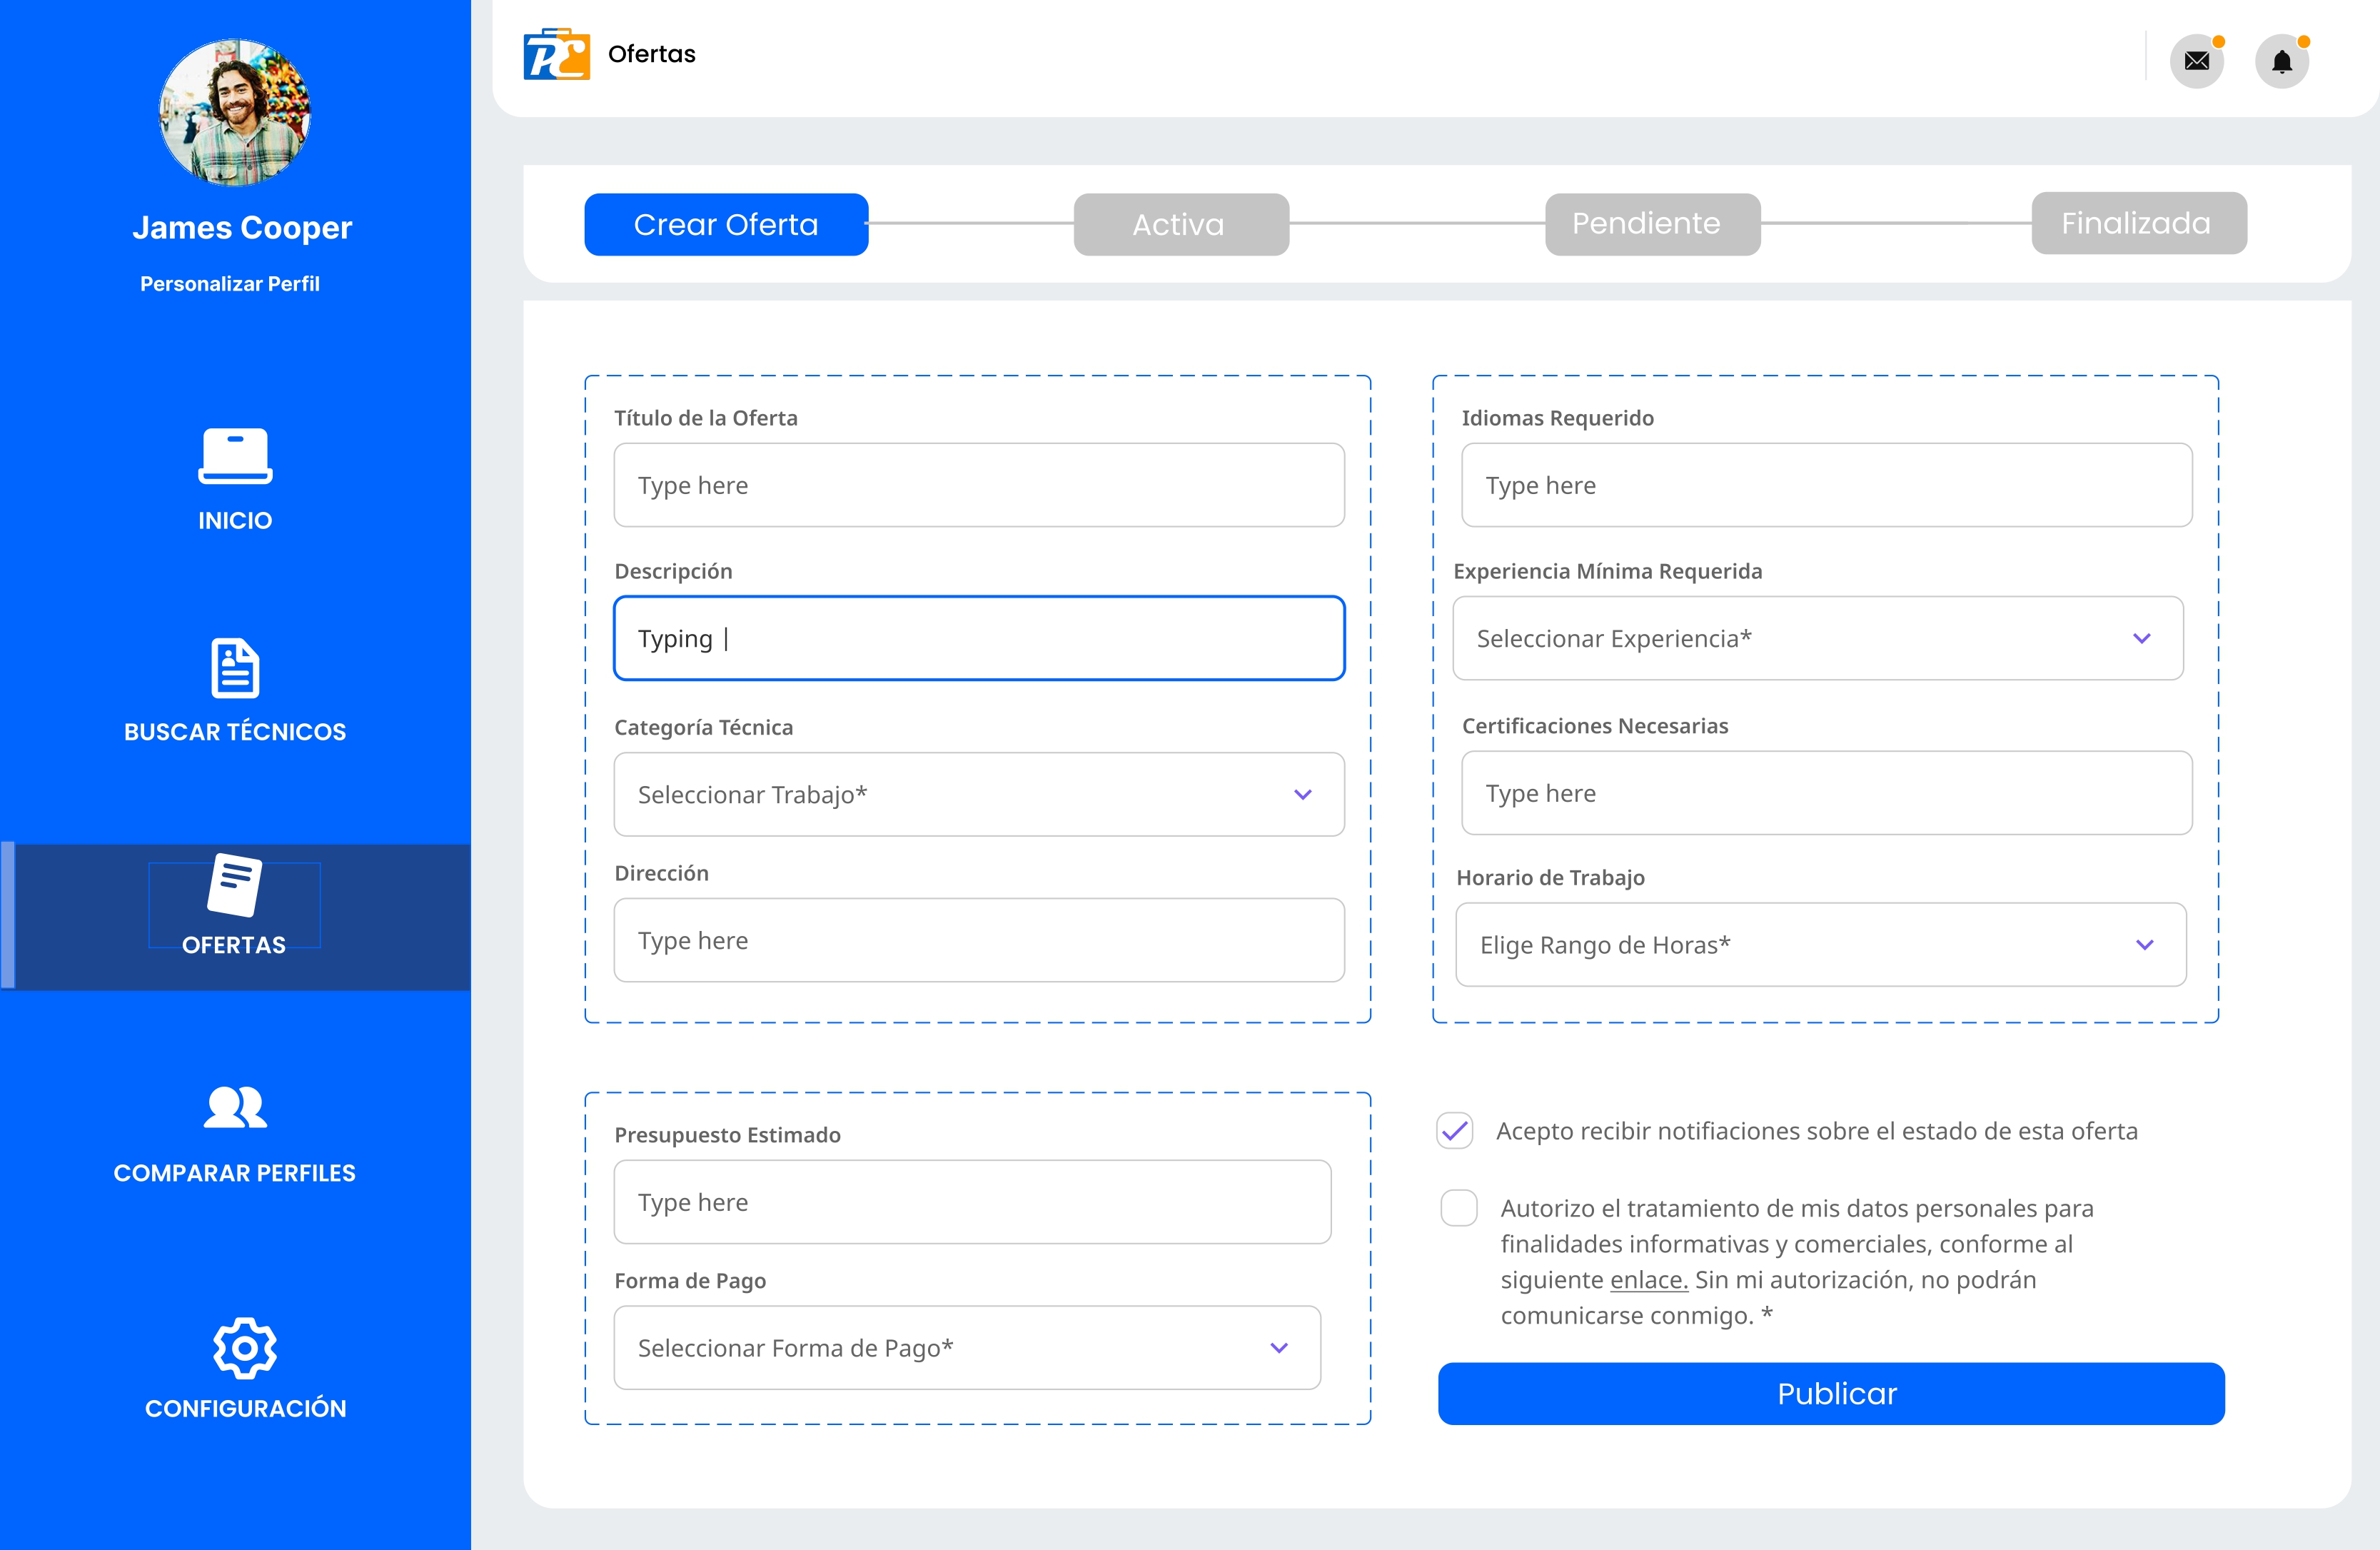 James Cooper
Personalizar Perfil
INICIO
BUSCAR TÉCNICOS
OFERTAS
COMPARAR PERFILES
CONFIGURACIÓN
Ofertas
Crear Oferta
Activa
Pendiente
Finalizada
Título de la Oferta
Type here
Descripción
Typing |
Categoría Técnica
Seleccionar Trabajo*
Dirección
Type here
Idiomas Requerido
Type here
Experiencia Mínima Requerida
Seleccionar Experiencia*
Certificaciones Necesarias
Type here
Horario de Trabajo
Elige Rango de Horas*
Presupuesto Estimado
Type here
Forma de Pago
Seleccionar Forma de Pago*
Acepto recibir notifiaciones sobre el estado de esta oferta
Autorizo el tratamiento de mis datos personales para
finalidades informativas y comerciales, conforme al
siguiente enlace. Sin mi autorización, no podrán
comunicarse conmigo. *
Publicar